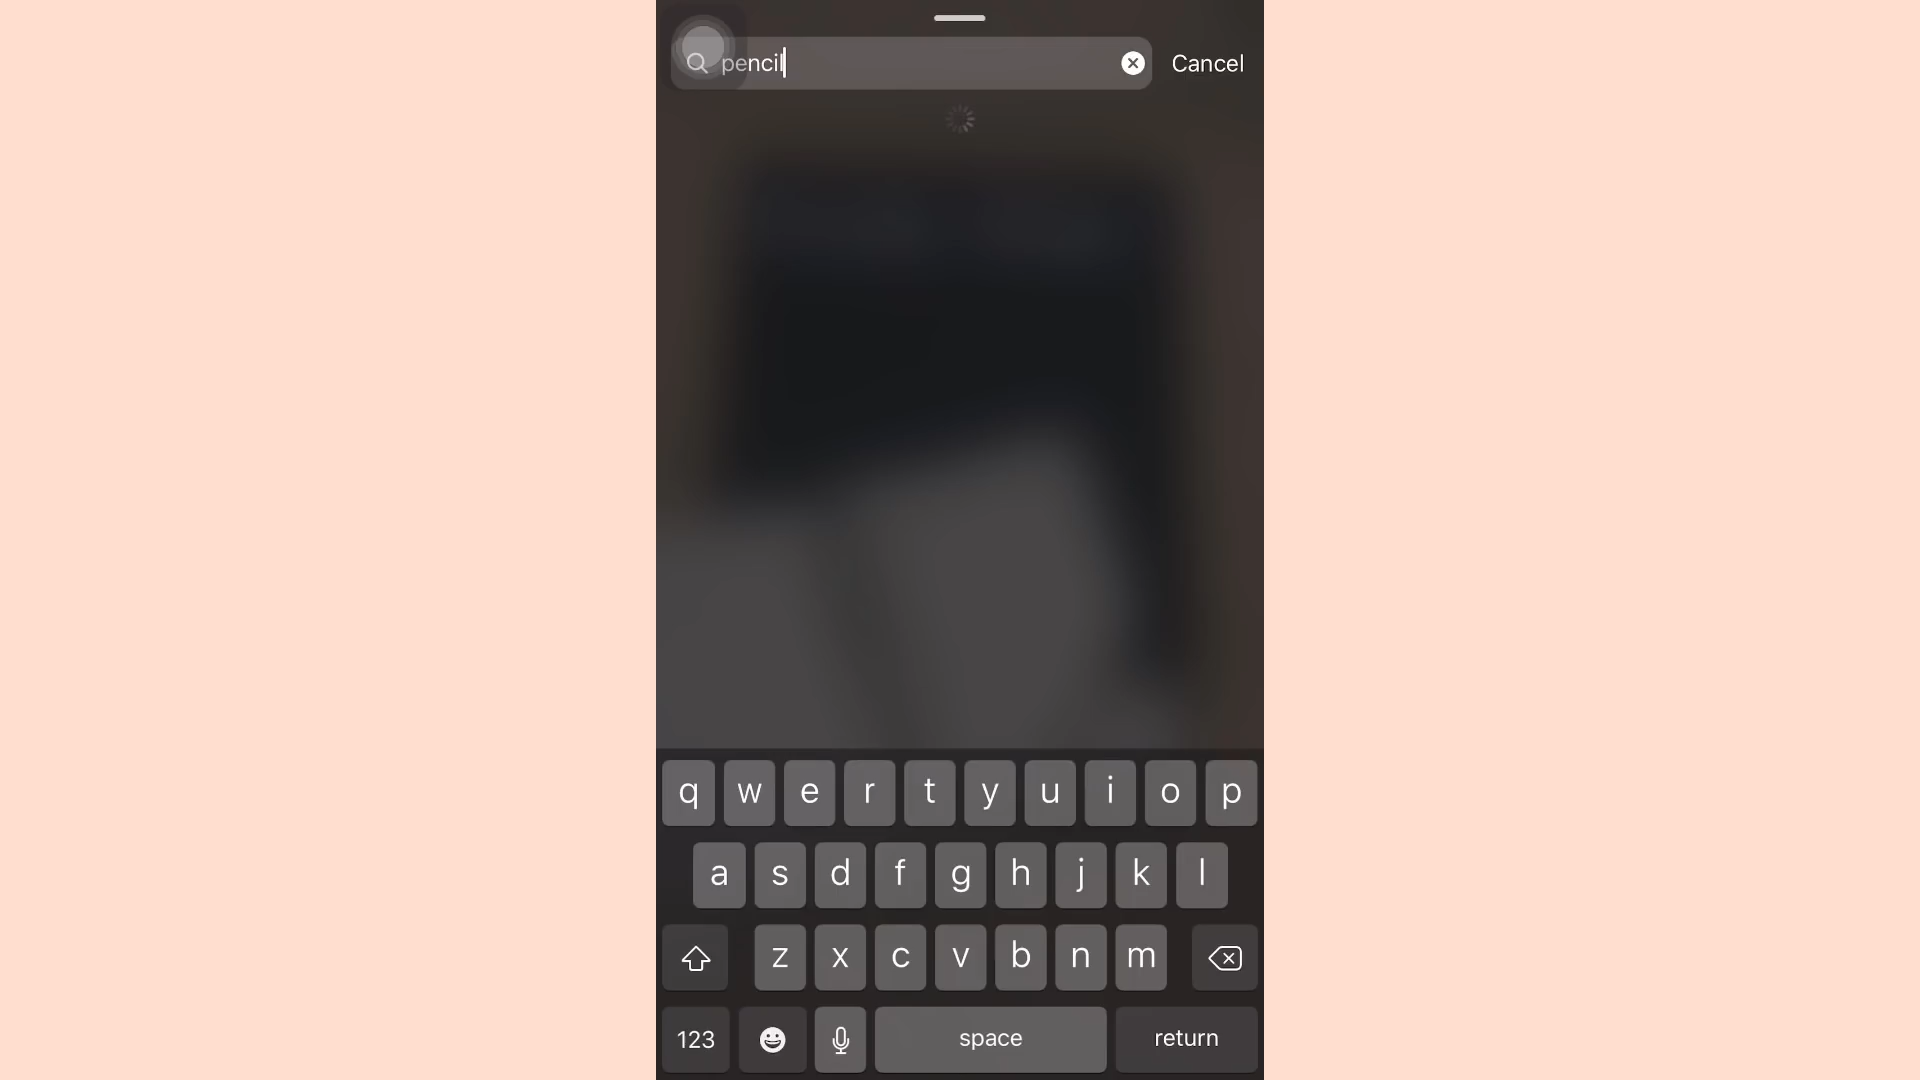 pencil
Cancel
q w e r t y u i o p
a s d f g h j k l
z x c v b n m
123 space return